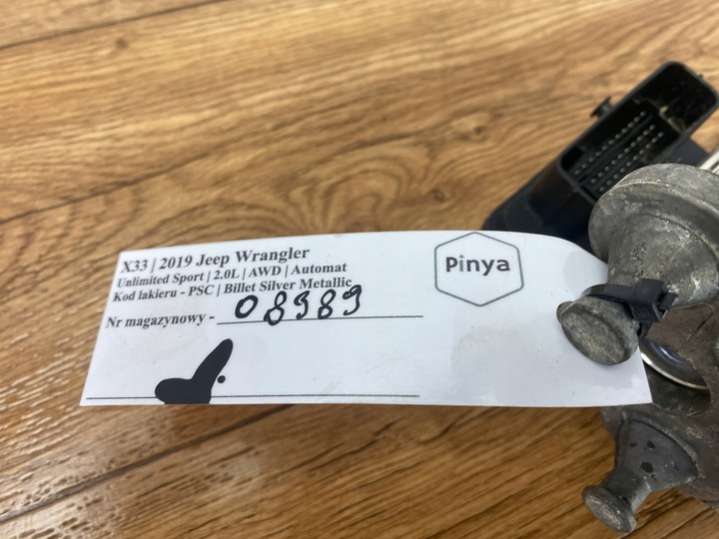 X33 | 2019 Jeep Wrangler
Unlimited Sport | 2.0L | AWD | Automat
Kod lakieru - PSC | Billet Silver Metallic
Nr magazynowy - 08989
Pinya